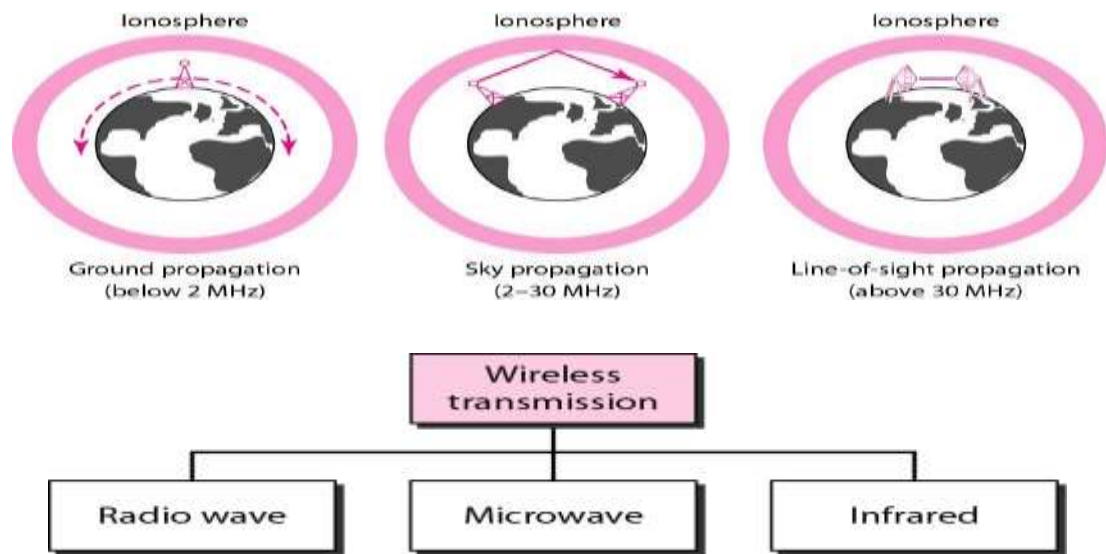 Ionosphere
Ionosphere
Ionosphere
Ground propagation
(below 2 MHz)
Sky propagation
(2–30 MHz)
Line-of-sight propagation
(above 30 MHz)
Wireless
transmission
Radio wave
Microwave
Infrared